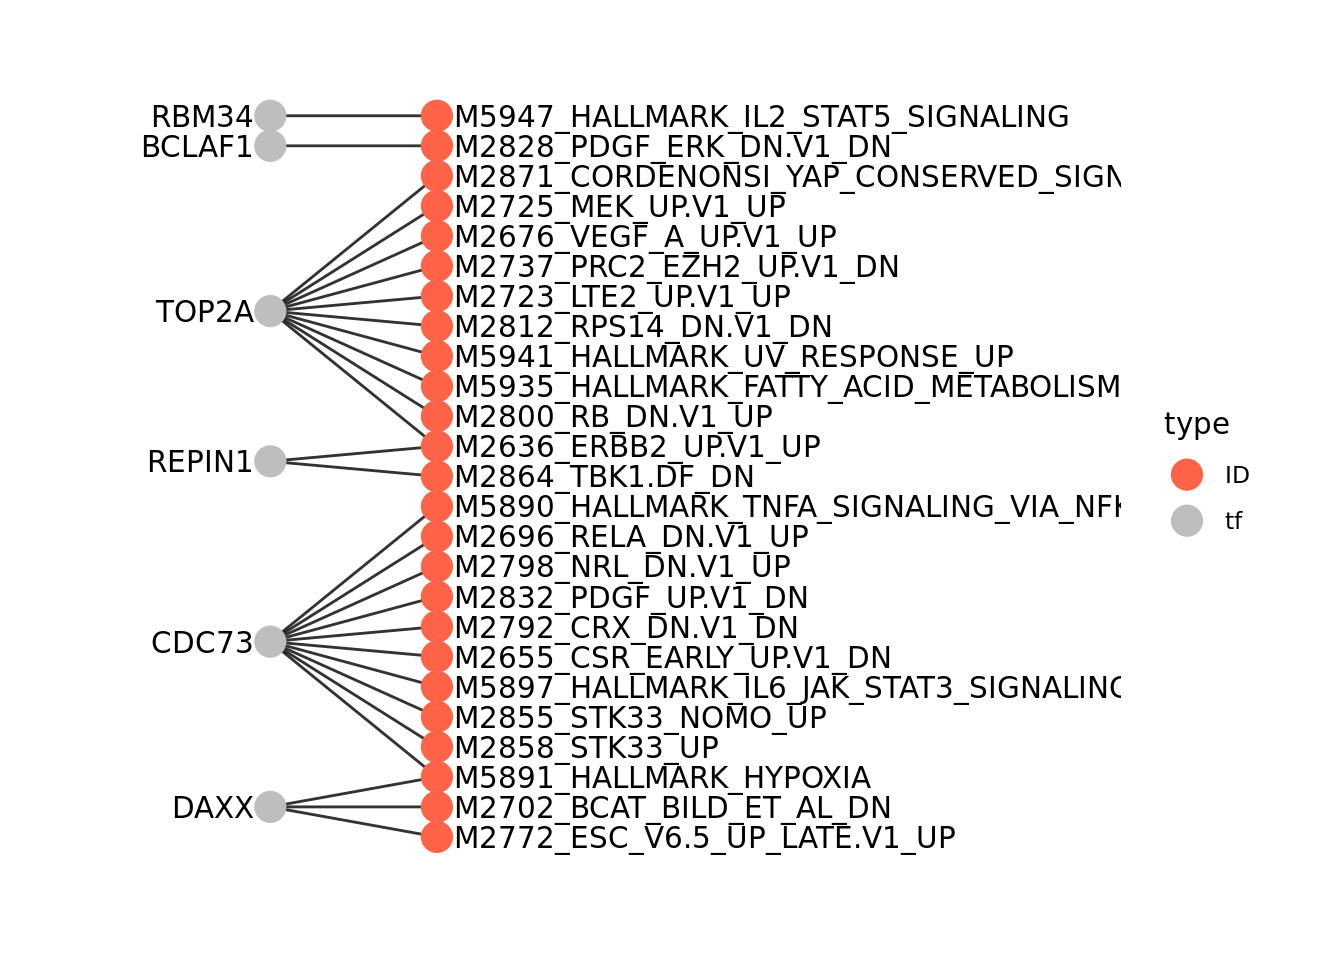 RBM34 M5947_HALLMARK_IL2_STAT5_SIGNALING
BCLAF1 M2828_PDGF_ERK_DN.V1_DN
M2871_CORDENONSI_YAP_CONSERVED_SIGN
M2725_MEK_UP.V1_UP
M2676_VEGF_A_UP.V1_UP
M2737_PRC2_EZH2_UP.V1_DN
M2723_LTE2_UP.V1_UP
TOP2A
M2812_RPS14_DN.V1_DN
M5941_HALLMARK_UV_RESPONSE_UP
M5935_HALLMARK_FATTY_ACID_METABOLISM
M2800_RB_DN.V1_UP
type
M2636_ERBB2_UP.V1_UP
REPIN1
M2864_TBK1.DF_DN
ID
M5890_HALLMARK_TNFA_SIGNALING_VIA_NFK
tf
M2696_RELA_DN.V1_UP
M2798_NRL_DN.V1_UP
M2832_PDGF_UP.V1_DN
M2792_CRX_DN.V1_DN
CDC73
M2655_CSR_EARLY_UP.V1_DN
M5897_HALLMARK_IL6_JAK_STAT3_SIGNALING
M2855_STK33_NOMO_UP
M2858_STK33_UP
M5891_HALLMARK_HYPOXIA
DAXX M2702_BCAT_BILD_ET_AL_DN
M2772_ESC_V6.5_UP_LATE.V1_UP